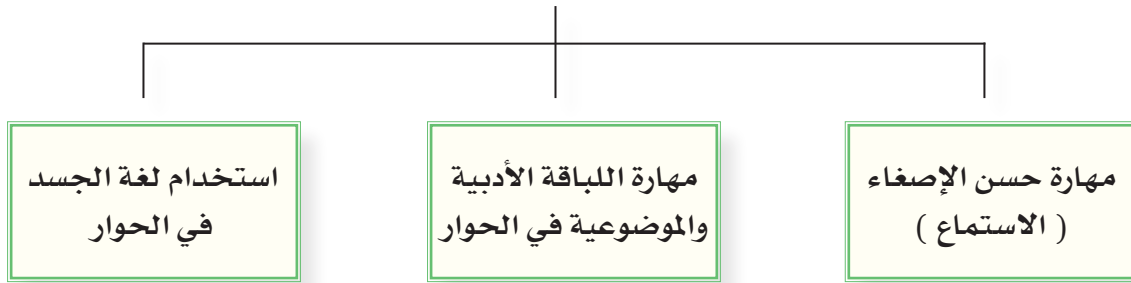 مهارة حسن الإصغاء
( الاستماع )
مهارة اللباقة الأدبية
والموضوعية في الحوار
استخدام لغة الجسد
في الحوار